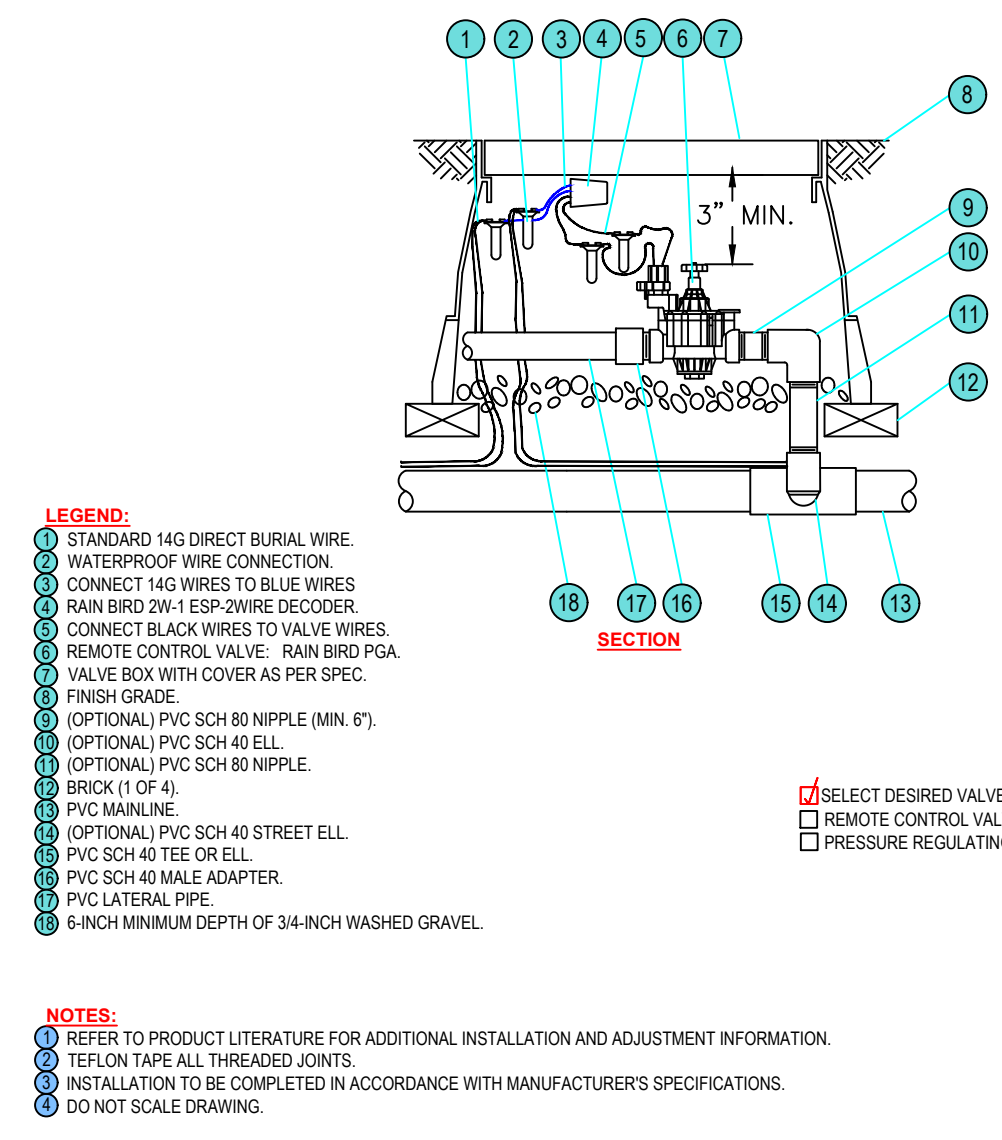 1 2 3 4 5 6 7
8
3" MIN.
9
10
11
12
18 17 16 15 14 13
SECTION
LEGEND:
1 STANDARD 14G DIRECT BURIAL WIRE.
2 WATERPROOF WIRE CONNECTION.
3 CONNECT 14G WIRES TO BLUE WIRES
4 RAIN BIRD 2W-1 ESP-2WIRE DECODER.
5 CONNECT BLACK WIRES TO VALVE WIRES.
6 REMOTE CONTROL VALVE: RAIN BIRD PGA.
7 VALVE BOX WITH COVER AS PER SPEC.
8 FINISH GRADE.
9 (OPTIONAL) PVC SCH 80 NIPPLE (MIN. 6").
10 (OPTIONAL) PVC SCH 40 ELL.
11 (OPTIONAL) PVC SCH 80 NIPPLE.
12 BRICK (1 OF 4).
13 PVC MAINLINE.
14 (OPTIONAL) PVC SCH 40 STREET ELL.
15 PVC SCH 40 TEE OR ELL.
16 PVC SCH 40 MALE ADAPTER.
17 PVC LATERAL PIPE.
18 6-INCH MINIMUM DEPTH OF 3/4-INCH WASHED GRAVEL.
SELECT DESIRED VALVE
REMOTE CONTROL VAL
PRESSURE REGULATING
NOTES:
1 REFER TO PRODUCT LITERATURE FOR ADDITIONAL INSTALLATION AND ADJUSTMENT INFORMATION.
2 TEFLON TAPE ALL THREADED JOINTS.
3 INSTALLATION TO BE COMPLETED IN ACCORDANCE WITH MANUFACTURER'S SPECIFICATIONS.
4 DO NOT SCALE DRAWING.